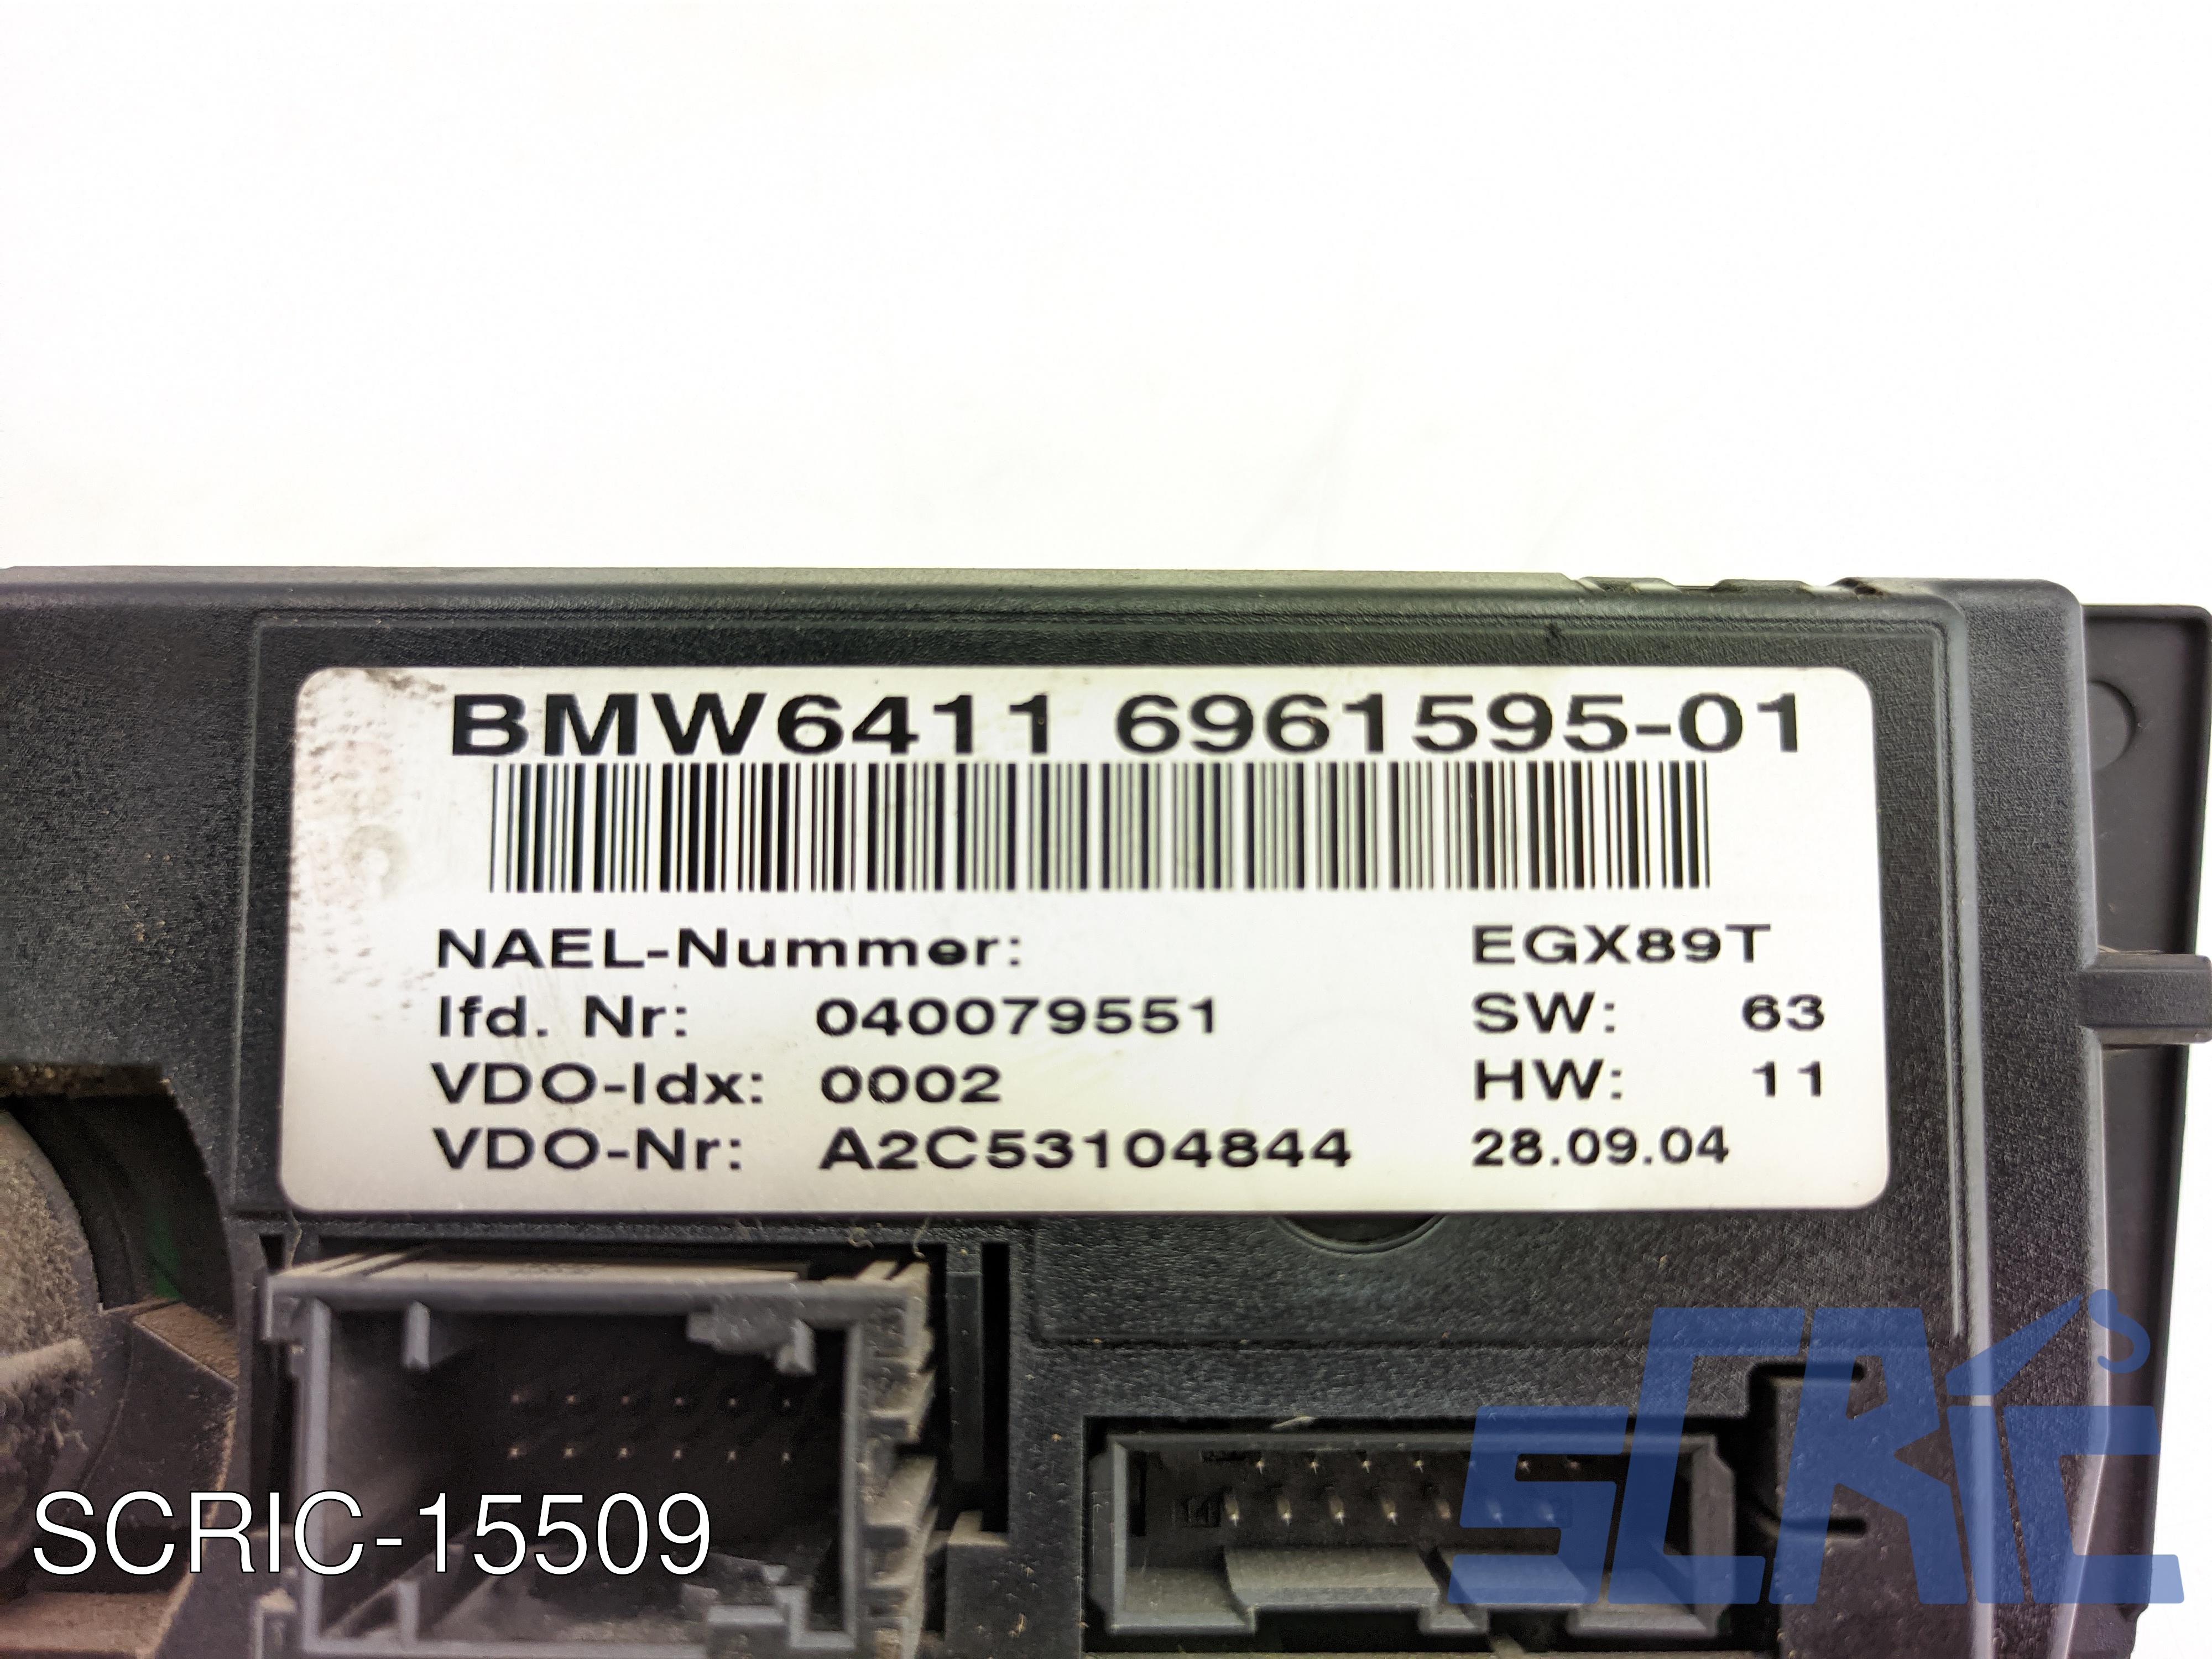 BMW6411 6961595-01
NAEL-Nummer: EGX89T
lfd. Nr: 040079551 SW: 63
VDO-Idx: 0002 HW: 11
VDO-Nr: A2C53104844 28.09.04
SCRIC
SCRIC-15509